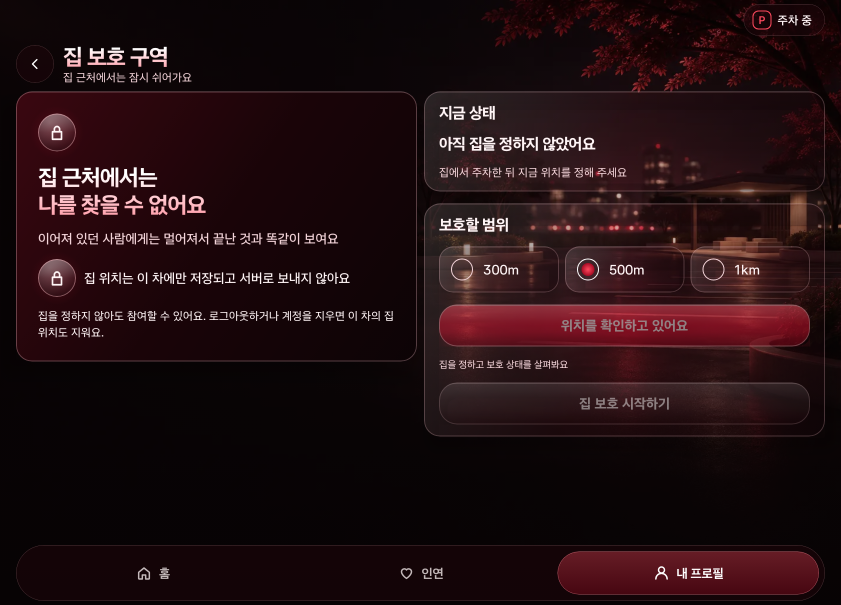 P 주차 중
집 보호 구역
집 근처에서는 잠시 쉬어가요
집 근처에서는
나를 찾을 수 없어요
이어져 있던 사람에게는 멀어져서 끝난 것과 똑같이 보여요
집 위치는 이 차에만 저장되고 서버로 보내지 않아요
집을 정하지 않아도 참여할 수 있어요. 로그아웃하거나 계정을 지우면 이 차의 집
위치도 지워요.
지금 상태
아직 집을 정하지 않았어요
집에서 주차한 뒤 지금 위치를 정해 주세요
보호할 범위
300m 500m 1km
위치를 확인하고 있어요
집을 정하고 보호 상태를 살펴봐요
집 보호 시작하기
홈 인연 내 프로필